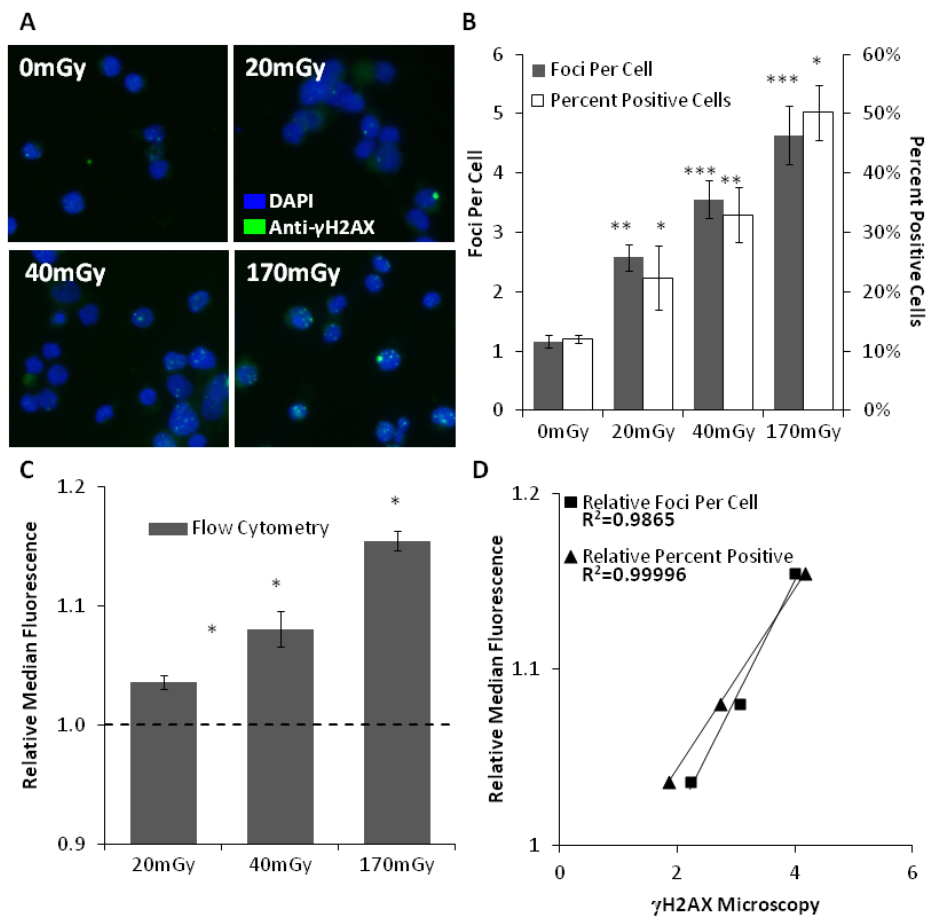 A
0mGy
20mGy
DAPI
Anti-γH2AX
40mGy
170mGy
B
6
5
4
3
2
1
0
Foci Per Cell
Foci Per Cell
Percent Positive Cells
** * *** ** *** *
60%
50%
40%
30%
20%
10%
0%
Percent Positive Cells
0mGy 20mGy 40mGy 170mGy
C
1.2
1.1
1.0
0.9
Relative Median Fluorescence
Flow Cytometry
* * *
20mGy 40mGy 170mGy
D
1.2
1.1
1
Relative Median Fluorescence
Relative Foci Per Cell
R²=0.9865
Relative Percent Positive
R²=0.99996
0 2 4 6
γH2AX Microscopy